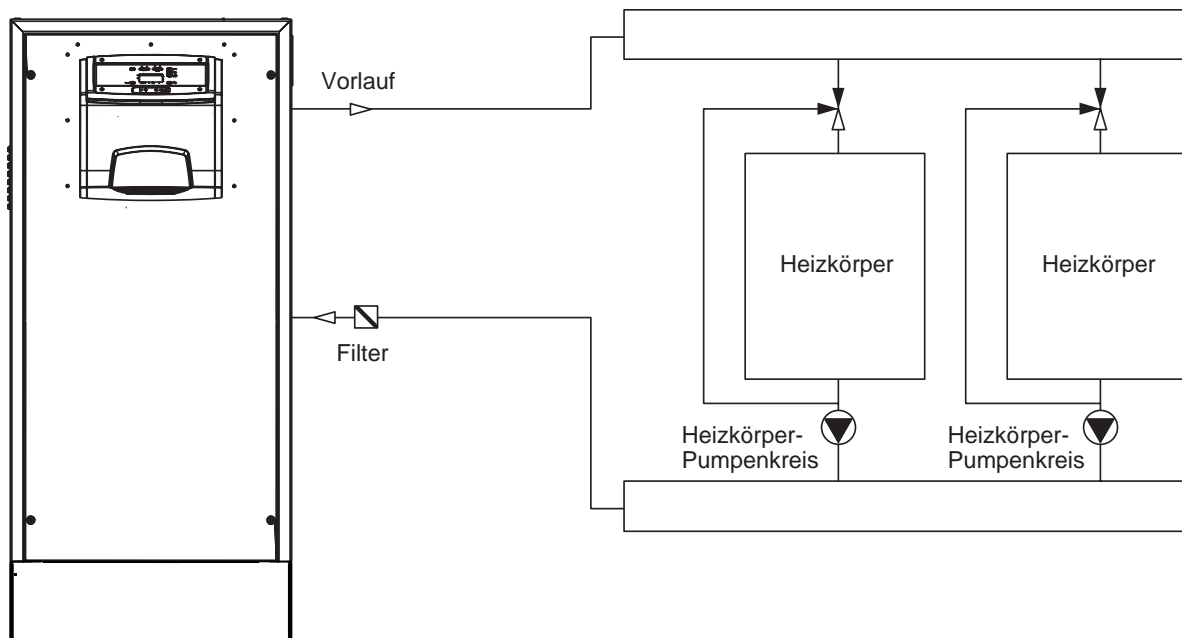 Vorlauf
Filter
Heizkörper
Heizkörper
Heizkörper-
Pumpenkreis
Heizkörper-
Pumpenkreis